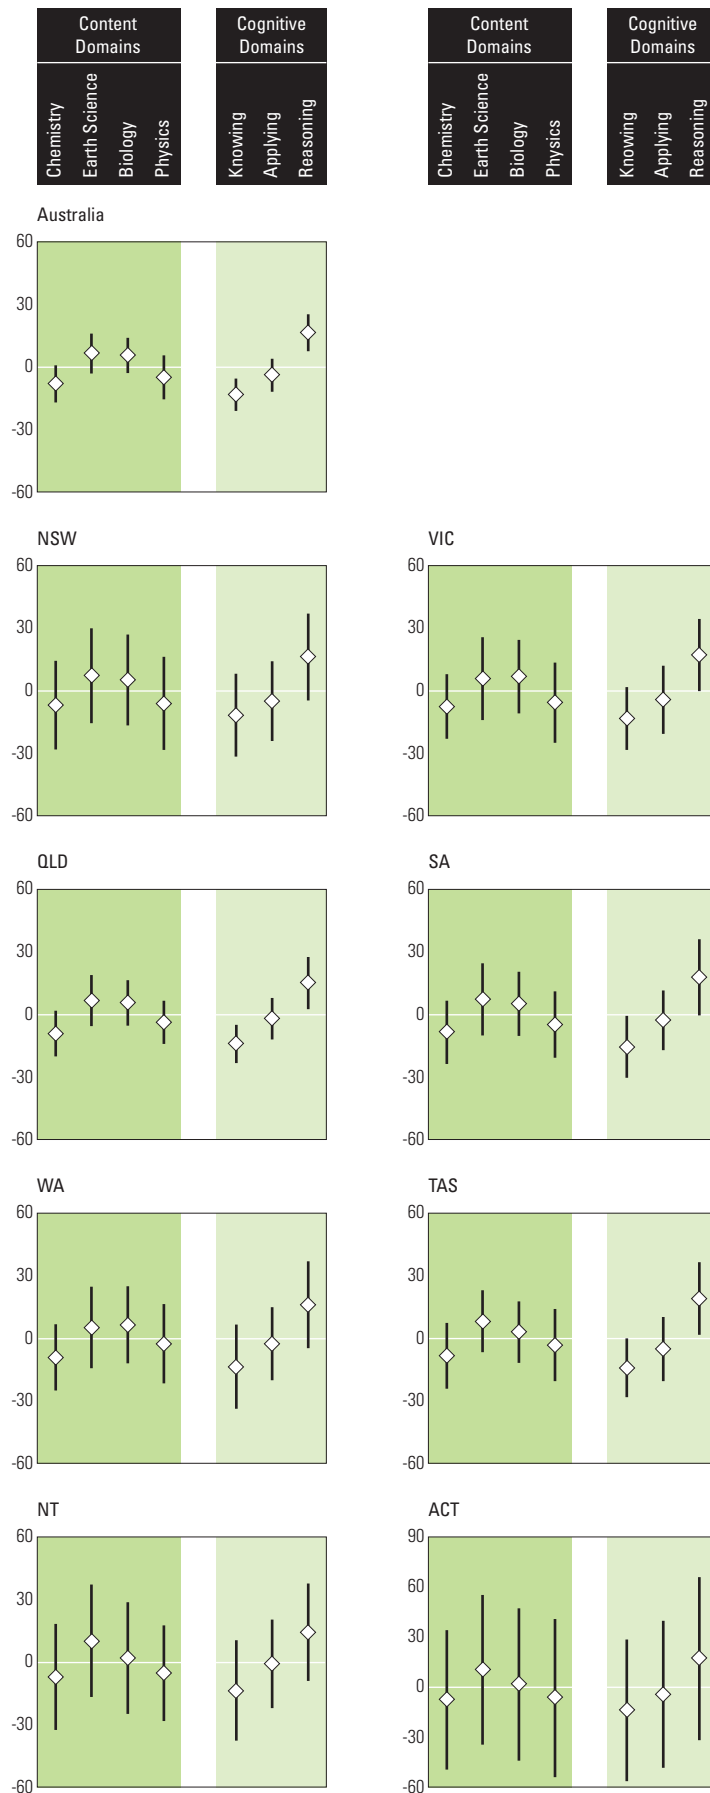 Content
Domains
Cognitive
Domains
Content
Domains
Cognitive
Domains
Chemistry
Earth Science
Biology
Physics
Knowing
Applying
Reasoning
Chemistry
Earth Science
Biology
Physics
Knowing
Applying
Reasoning
Australia
60
30
0
-30
-60
NSW
60
30
0
-30
-60
VIC
60
30
0
-30
-60
QLD
60
30
0
-30
-60
SA
60
30
0
-30
-60
WA
60
30
0
-30
-60
TAS
60
30
0
-30
-60
NT
60
30
0
-30
-60
ACT
90
60
30
0
-30
-60